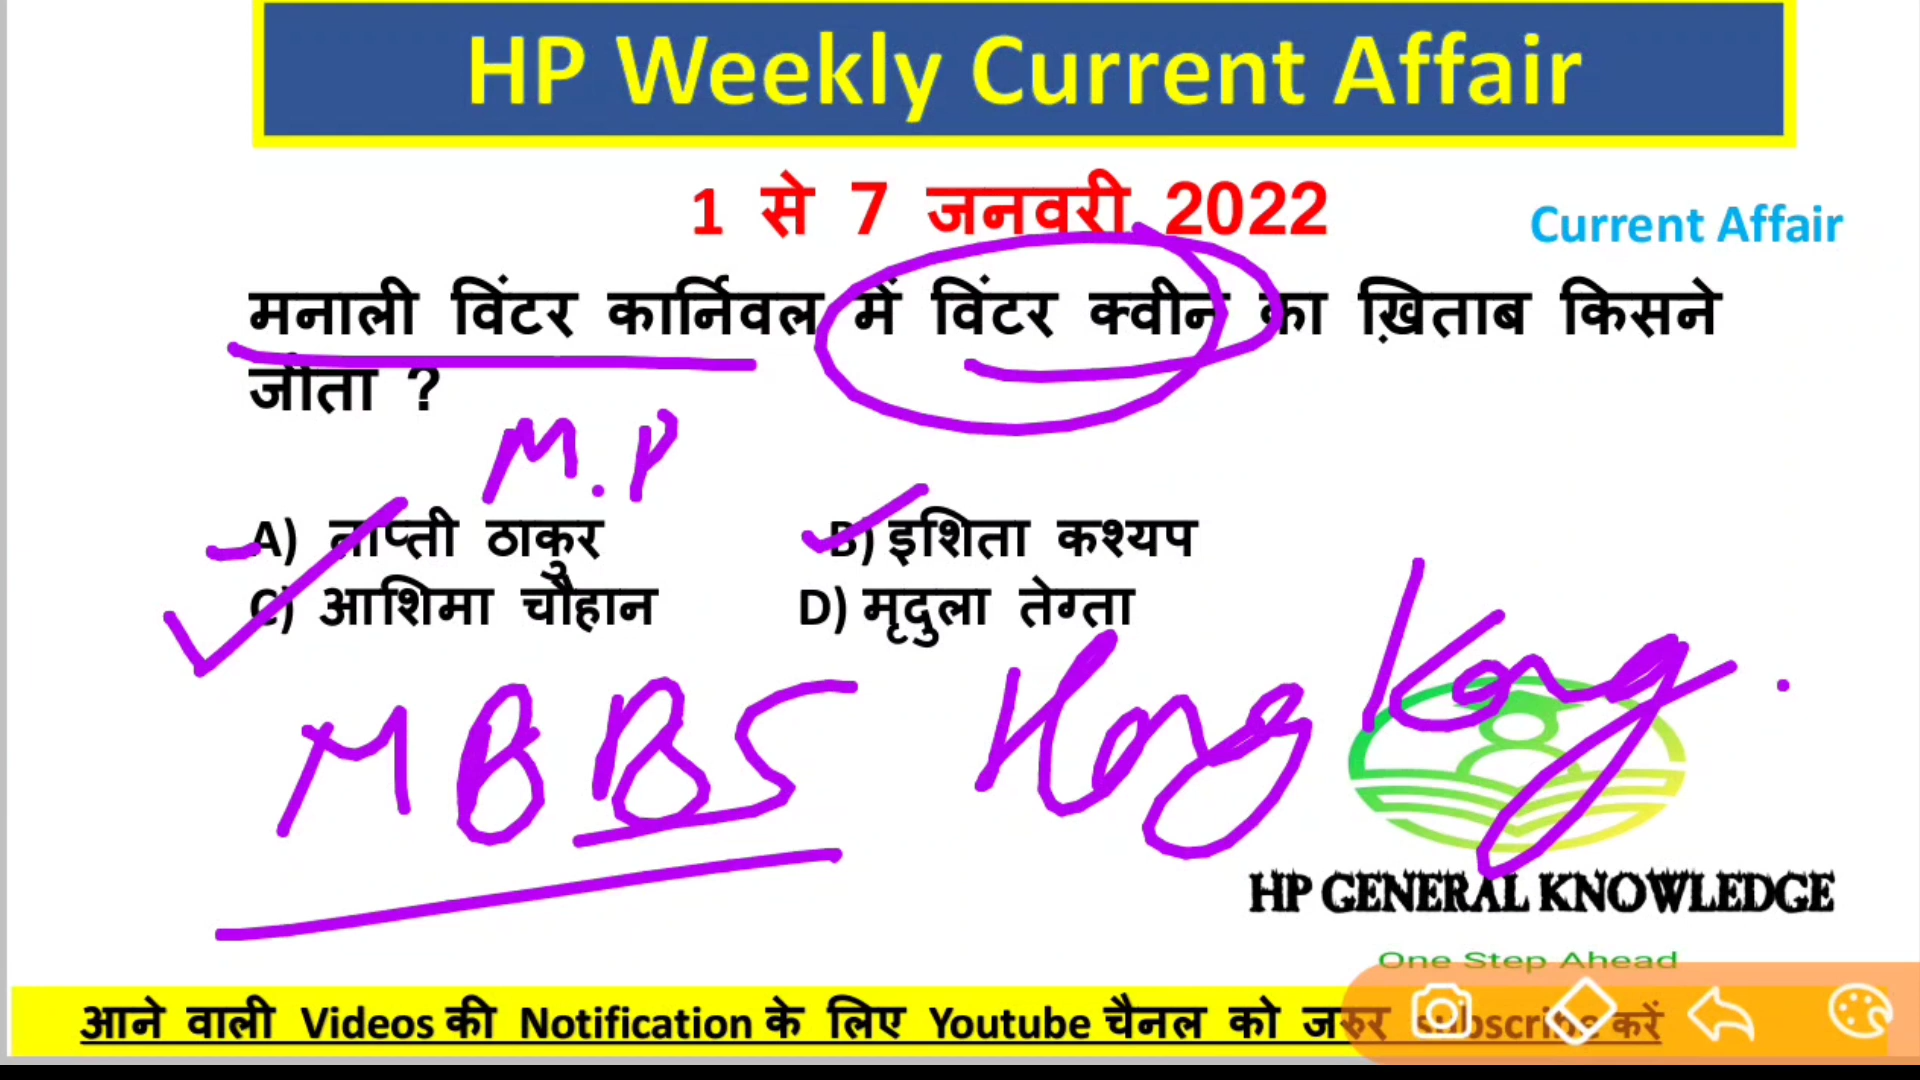 HP Weekly Current Affair
1 से 7 जनवरी 2022
Current Affair
मनाली विंटर कार्निवल में विंटर क्वीन का ख़िताब किसने
जीता ?
M.P
A) ताप्ती ठाकुर B) इशिता कश्यप
C) आशिमा चौहान D) मृदुला तेग्ता
MBBS Hong Kong.
HP GENERAL KNOWLEDGE
One Step Ahead
आने वाली Videos की Notification के लिए Youtube चैनल को जरुर subscribe करें